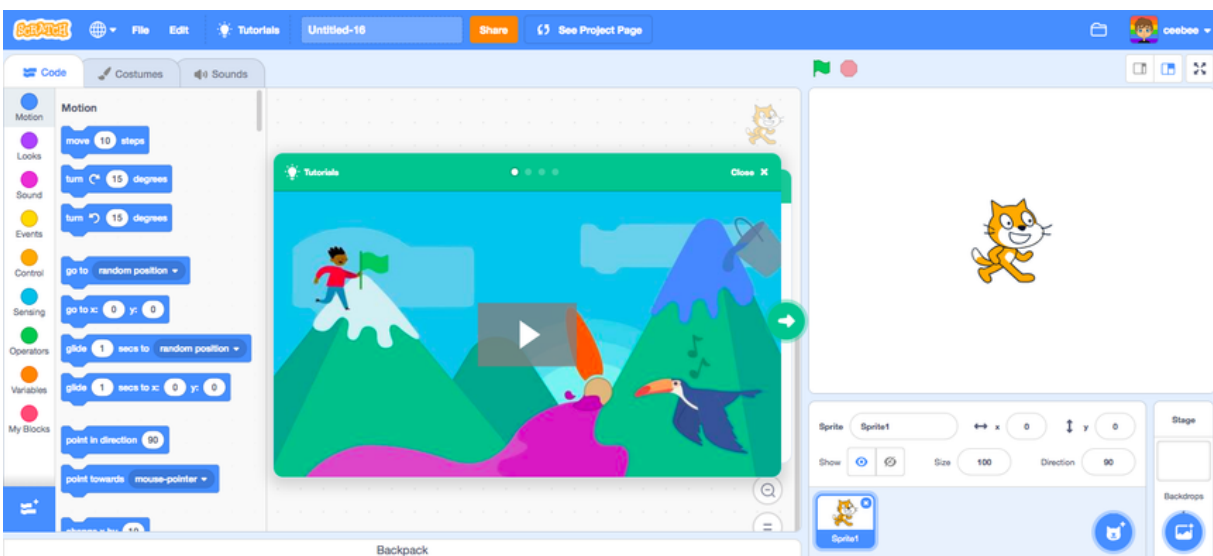 SCRATCH File Edit Tutorials Untitled-16 Share See Project Page ceebee
Code Costumes Sounds
Motion
Looks
Sound
Events
Control
Sensing
Operators
Variables
My Blocks
Motion
move 10 steps
turn 15 degrees
turn 15 degrees
go to random position
go to x: 0 y: 0
glide 1 secs to random position
glide 1 secs to x: 0 y: 0
point in direction 90
point towards mouse-pointer
change x by 10
Tutorials Close
Sprite Sprite1 x 0 y 0
Show Size 100 Direction 90
Sprite1
Stage
Backdrops
Backpack